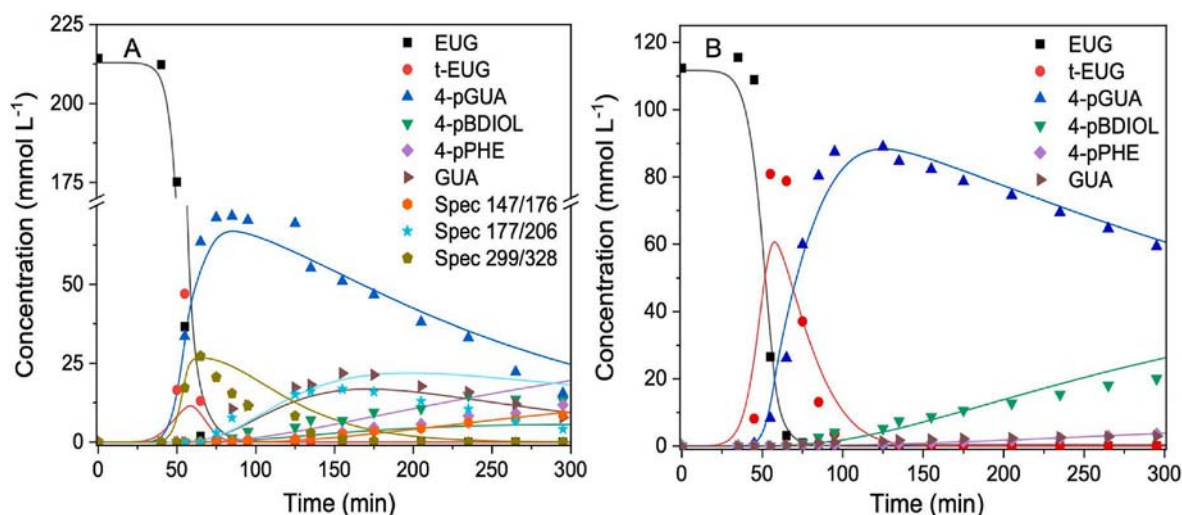 A
EUG
t-EUG
4-pGUA
4-pBDIOL
4-pPHE
GUA
Spec 147/176
Spec 177/206
Spec 299/328
Concentration (mmol L⁻¹)
225
200
175
50
25
0
0 50 100 150 200 250 300
Time (min)
B
EUG
t-EUG
4-pGUA
4-pBDIOL
4-pPHE
GUA
Concentration (mmol L⁻¹)
120
100
80
60
40
20
0
0 50 100 150 200 250 300
Time (min)